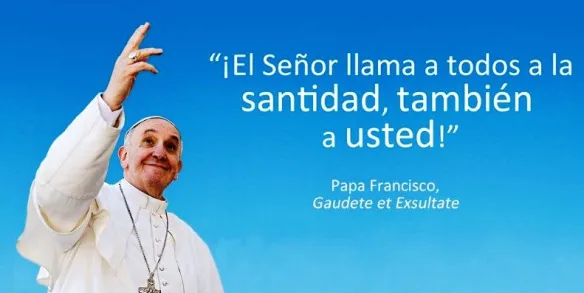 “¡El Señor llama a todos a la
santidad, también
a usted!”
Papa Francisco,
Gaudete et Exsultate